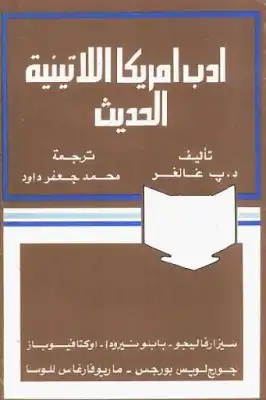 ادب امريكا اللاتينية
الحديث
تأليف
د.پ غالغر
ترجمة
محمد جعفر داود
سيزار فاليجو - بابلو نيرودا - اوكتافيو باز
جورج لويس بورجس - ماريو فارغاس للوسا